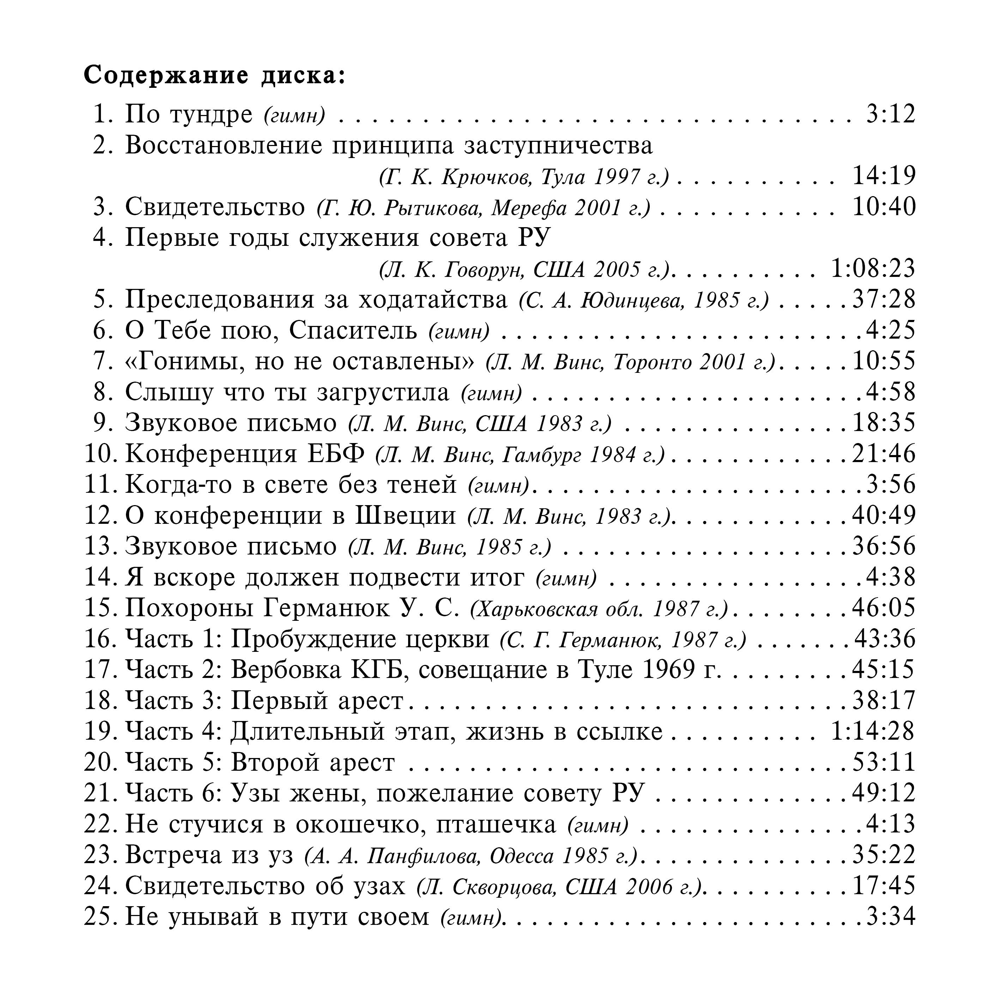 Содержание диска:
1. По тундре (гимн) . . . . . . . . . . . . . . . . . . . . . . . . . . . . . . . 3:12
2. Восстановление принципа заступничества
(Г. К. Крючков, Тула 1997 г.) . . . . . . . . . . . 14:19
3. Свидетельство (Г. Ю. Рытикова, Мерефа 2001 г.) . . . . . . . . . . . . 10:40
4. Первые годы служения совета РУ
(Л. К. Говорун, США 2005 г.). . . . . . . . . . 1:08:23
5. Преследования за ходатайства (С. А. Юдинцева, 1985 г.) . . . . . 37:28
6. О Тебе пою, Спаситель (гимн) . . . . . . . . . . . . . . . . . . . . . . . . 4:25
7. «Гонимы, но не оставлены» (Л. М. Винс, Торонто 2001 г.). . . . . 10:55
8. Слышу что ты загрустила (гимн) . . . . . . . . . . . . . . . . . . . . . . 4:58
9. Звуковое письмо (Л. М. Винс, США 1983 г.) . . . . . . . . . . . . . . . 18:35
10. Конференция ЕБФ (Л. М. Винс, Гамбург 1984 г.) . . . . . . . . . . . . 21:46
11. Когда-то в свете без теней (гимн). . . . . . . . . . . . . . . . . . . . . . 3:56
12. О конференции в Швеции (Л. М. Винс, 1983 г.). . . . . . . . . . . . 40:49
13. Звуковое письмо (Л. М. Винс, 1985 г.) . . . . . . . . . . . . . . . . . . . 36:56
14. Я вскоре должен подвести итог (гимн) . . . . . . . . . . . . . . . . . 4:38
15. Похороны Германюк У. С. (Харьковская обл. 1987 г.) . . . . . . . . 46:05
16. Часть 1: Пробуждение церкви (С. Г. Германюк, 1987 г.) . . . . . . . 43:36
17. Часть 2: Вербовка КГБ, совещание в Туле 1969 г. . . . . . . . . 45:15
18. Часть 3: Первый арест . . . . . . . . . . . . . . . . . . . . . . . . . . . . . 38:17
19. Часть 4: Длительный этап, жизнь в ссылке . . . . . . . . . . 1:14:28
20. Часть 5: Второй арест . . . . . . . . . . . . . . . . . . . . . . . . . . . . . 53:11
21. Часть 6: Узы жены, пожелание совету РУ . . . . . . . . . . . . . 49:12
22. Не стучися в окошечко, пташечка (гимн) . . . . . . . . . . . . . . . 4:13
23. Встреча из уз (А. А. Панфилова, Одесса 1985 г.). . . . . . . . . . . . . . 35:22
24. Свидетельство об узах (Л. Скворцова, США 2006 г.). . . . . . . . . . 17:45
25. Не унывай в пути своем (гимн). . . . . . . . . . . . . . . . . . . . . . . . 3:34